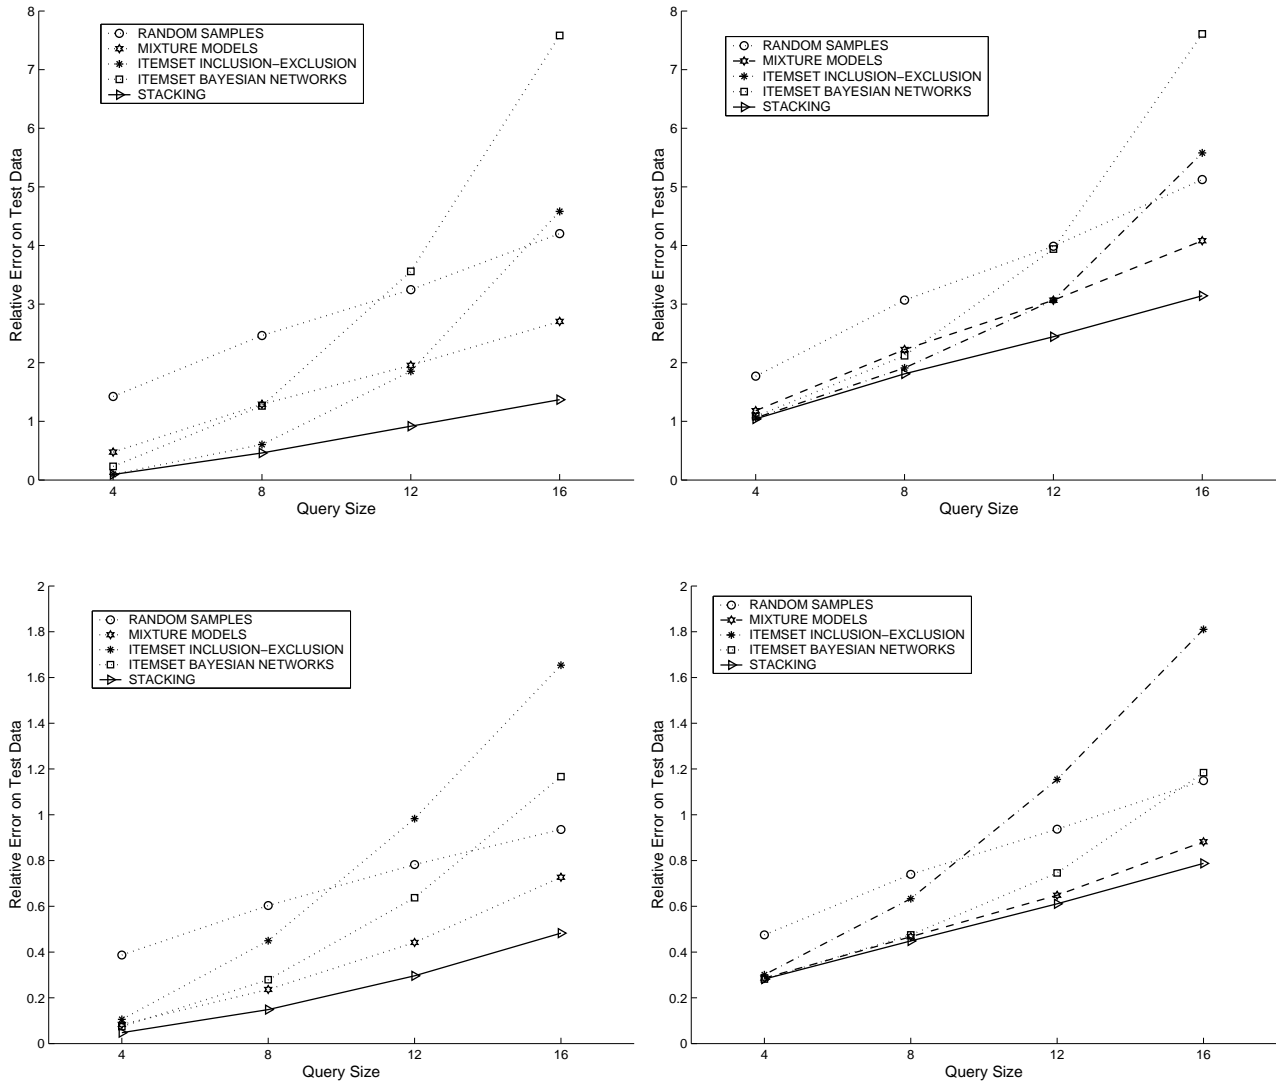 8
7
6
5
4
3
2
1
0
Relative Error on Test Data
RANDOM SAMPLES
MIXTURE MODELS
ITEMSET INCLUSION−EXCLUSION
ITEMSET BAYESIAN NETWORKS
STACKING
4 8 12 16
Query Size
8
7
6
5
4
3
2
1
0
Relative Error on Test Data
RANDOM SAMPLES
MIXTURE MODELS
ITEMSET INCLUSION−EXCLUSION
ITEMSET BAYESIAN NETWORKS
STACKING
4 8 12 16
Query Size
2
1.8
1.6
1.4
1.2
1
0.8
0.6
0.4
0.2
0
Relative Error on Test Data
RANDOM SAMPLES
MIXTURE MODELS
ITEMSET INCLUSION−EXCLUSION
ITEMSET BAYESIAN NETWORKS
STACKING
4 8 12 16
Query Size
2
1.8
1.6
1.4
1.2
1
0.8
0.6
0.4
0.2
0
Relative Error on Test Data
RANDOM SAMPLES
MIXTURE MODELS
ITEMSET INCLUSION−EXCLUSION
ITEMSET BAYESIAN NETWORKS
STACKING
4 8 12 16
Query Size